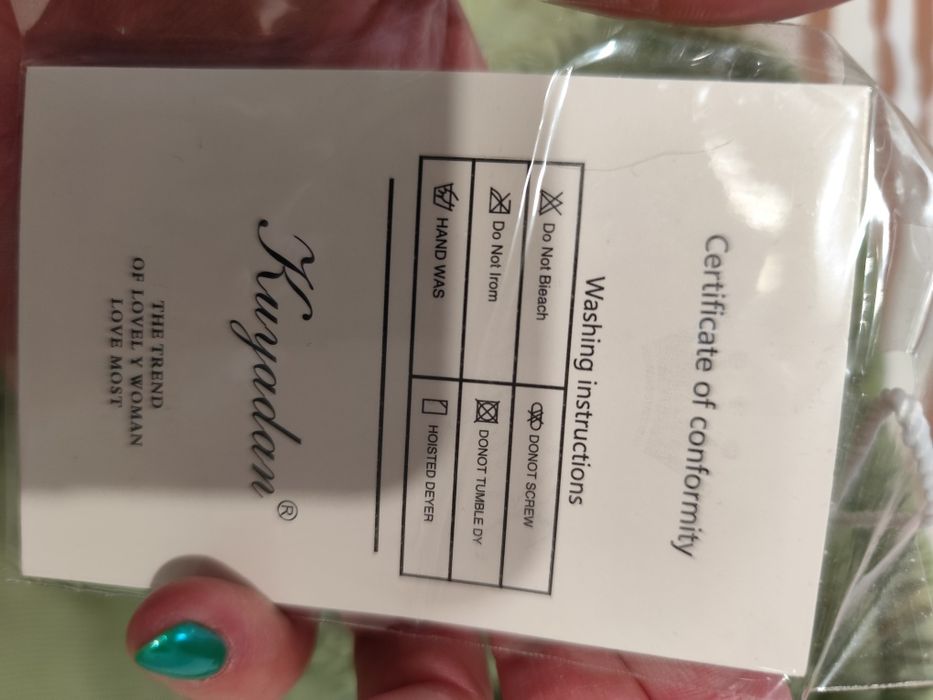 Certificate of conformity
Washing instructions
Do Not Bleach
DONOT SCREW
Do Not Irom
DONOT TUMBLE DY
HAND WAS
HOISTED DEYER
Kuyadan®
THE TREND
OF LOVEL Y WOMAN
LOVE MOST